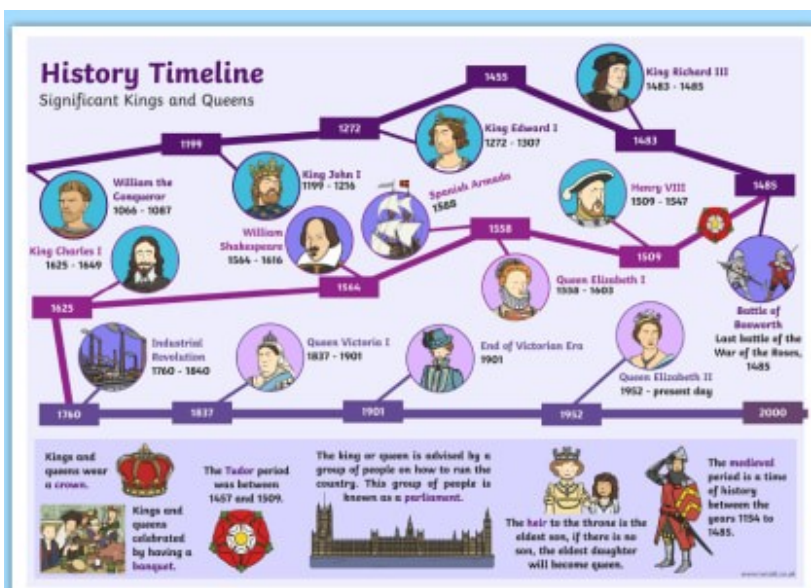 History Timeline
Significant Kings and Queens
1455
King Richard III
1483 - 1485
1199
1272
King Edward I
1272 - 1307
1483
William the
Conqueror
1066 - 1087
King John I
1199 - 1216
Spanish Armada
1588
Henry VIII
1509 - 1547
1485
King Charles I
1625 - 1649
William
Shakespeare
1564 - 1616
1558
1509
1625
1564
Queen Elizabeth I
1558 - 1603
Battle of
Bosworth
Last battle of the
War of the Roses,
1485
Industrial
Revolution
1760 - 1840
Queen Victoria I
1837 - 1901
End of Victorian Era
1901
Queen Elizabeth II
1952 - present day
1760
1837
1901
1952
2000
Kings and
queens wear
a crown.
Kings and
queens
celebrated
by having a
banquet.
The Tudor period
was between
1457 and 1509.
The king or queen is advised by a
group of people on how to run the
country. This group of people is
known as a parliament.
The heir to the throne is the
eldest son, if there is no
son, the eldest daughter
will become queen.
The medieval
period is a time
of history
between the
years 1154 to
1485.